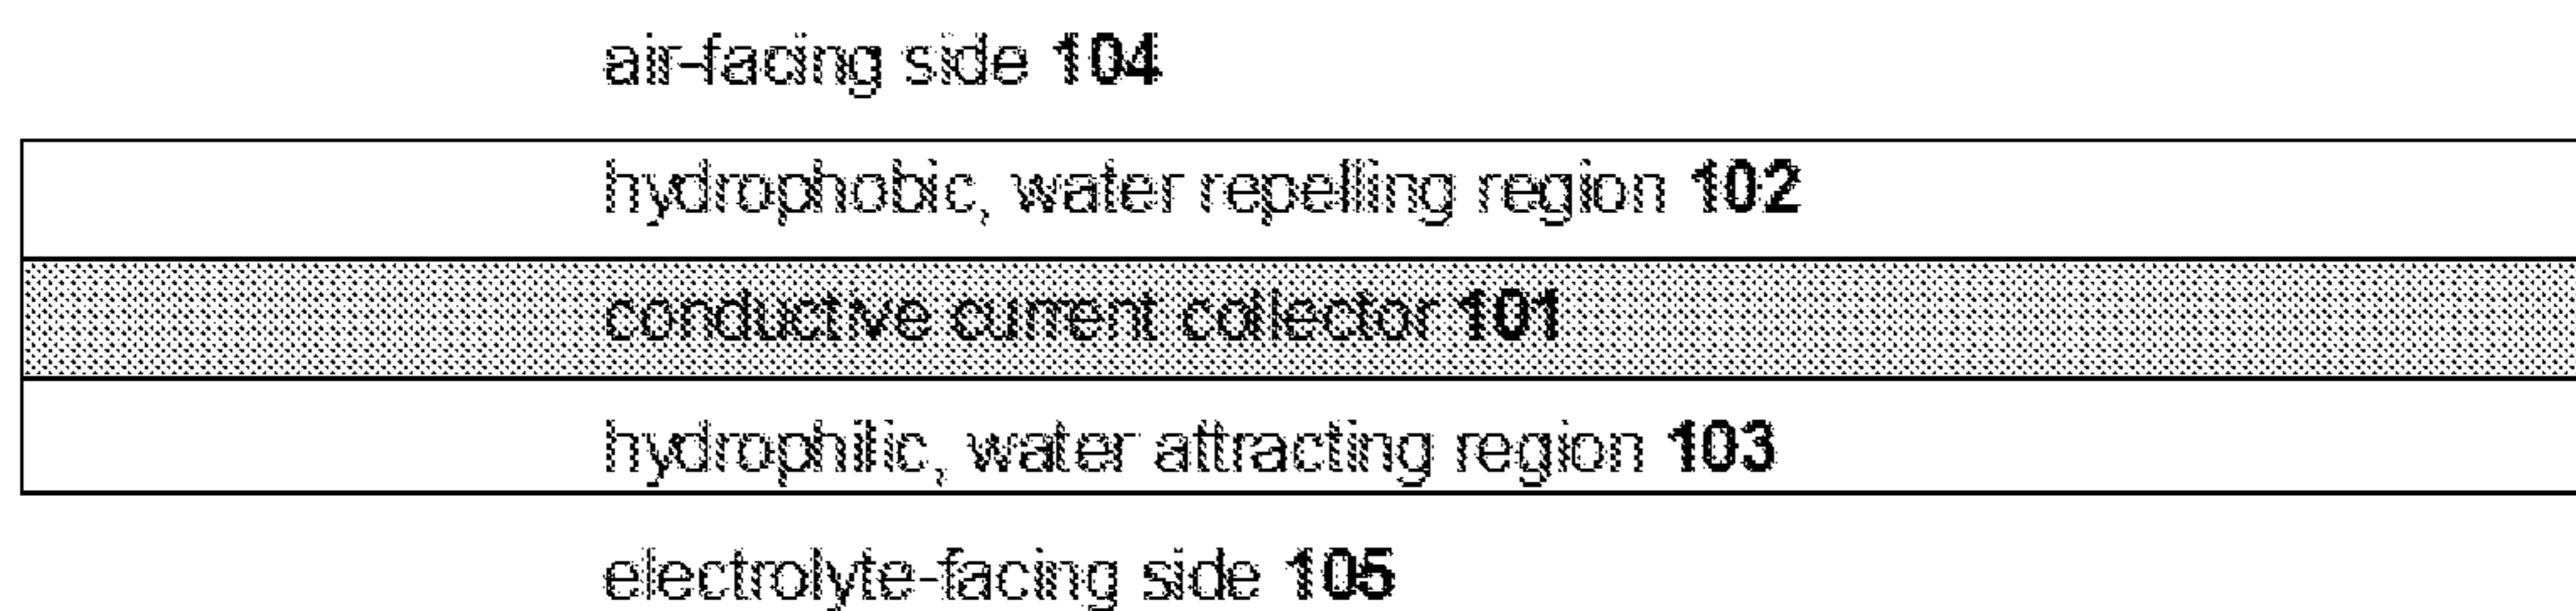 air-facing side 104
hydrophobic, water repelling region 102
conductive current collector 101
hydrophilic, water attracting region 103
electrolyte-facing side 105